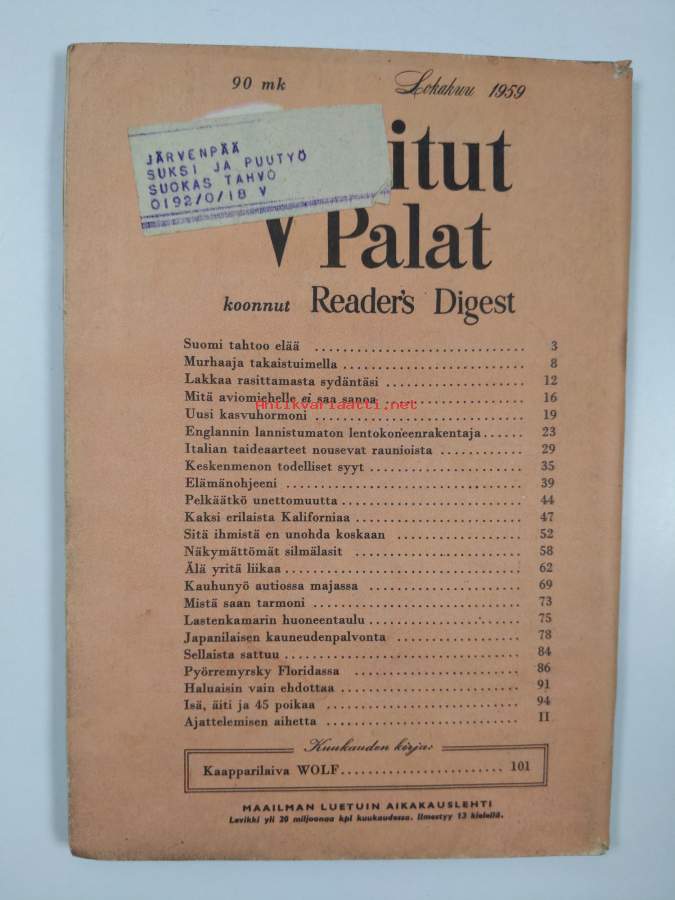 90 mk Lokakuu 1959
JÄRVENPÄÄ
SUKSI JA PUUTYÖ
SUOKAS TAHVO
0192/0/18 V
itut
V Palat
koonnut Reader's Digest
Suomi tahtoo elää 3
Murhaaja takaistuimella 8
Lakkaa rasittamasta sydäntäsi 12
Mitä aviomiehelle ei saa sanoa 16
Antikvariaatti.net
Uusi kasvuhormoni 19
Englannin lannistumaton lentokoneenrakentaja 23
Italian taideaarteet nousevat raunioista 29
Keskenmenon todelliset syyt 35
Elämänohjeeni 39
Pelkäätkö unettomuutta 44
Kaksi erilaista Kaliforniaa 47
Sitä ihmistä en unohda koskaan 52
Näkymättömät silmälasit 58
Älä yritä liikaa 62
Kauhunyö autiossa majassa 69
Mistä saan tarmoni 73
Lastenkamarin huoneentaulu 75
Japanilaisen kauneudenpalvonta 78
Sellaista sattuu 84
Pyörremyrsky Floridassa 86
Haluaisin vain ehdottaa 91
Isä, äiti ja 45 poikaa 94
Ajattelemisen aihetta II
Kuukauden kirja:
Kaapparilaiva WOLF 101
MAAILMAN LUETUIN AIKAKAUSLEHTI
Levikki yli 20 miljoonaa kpl kuukaudessa. Ilmestyy 13 kielellä.